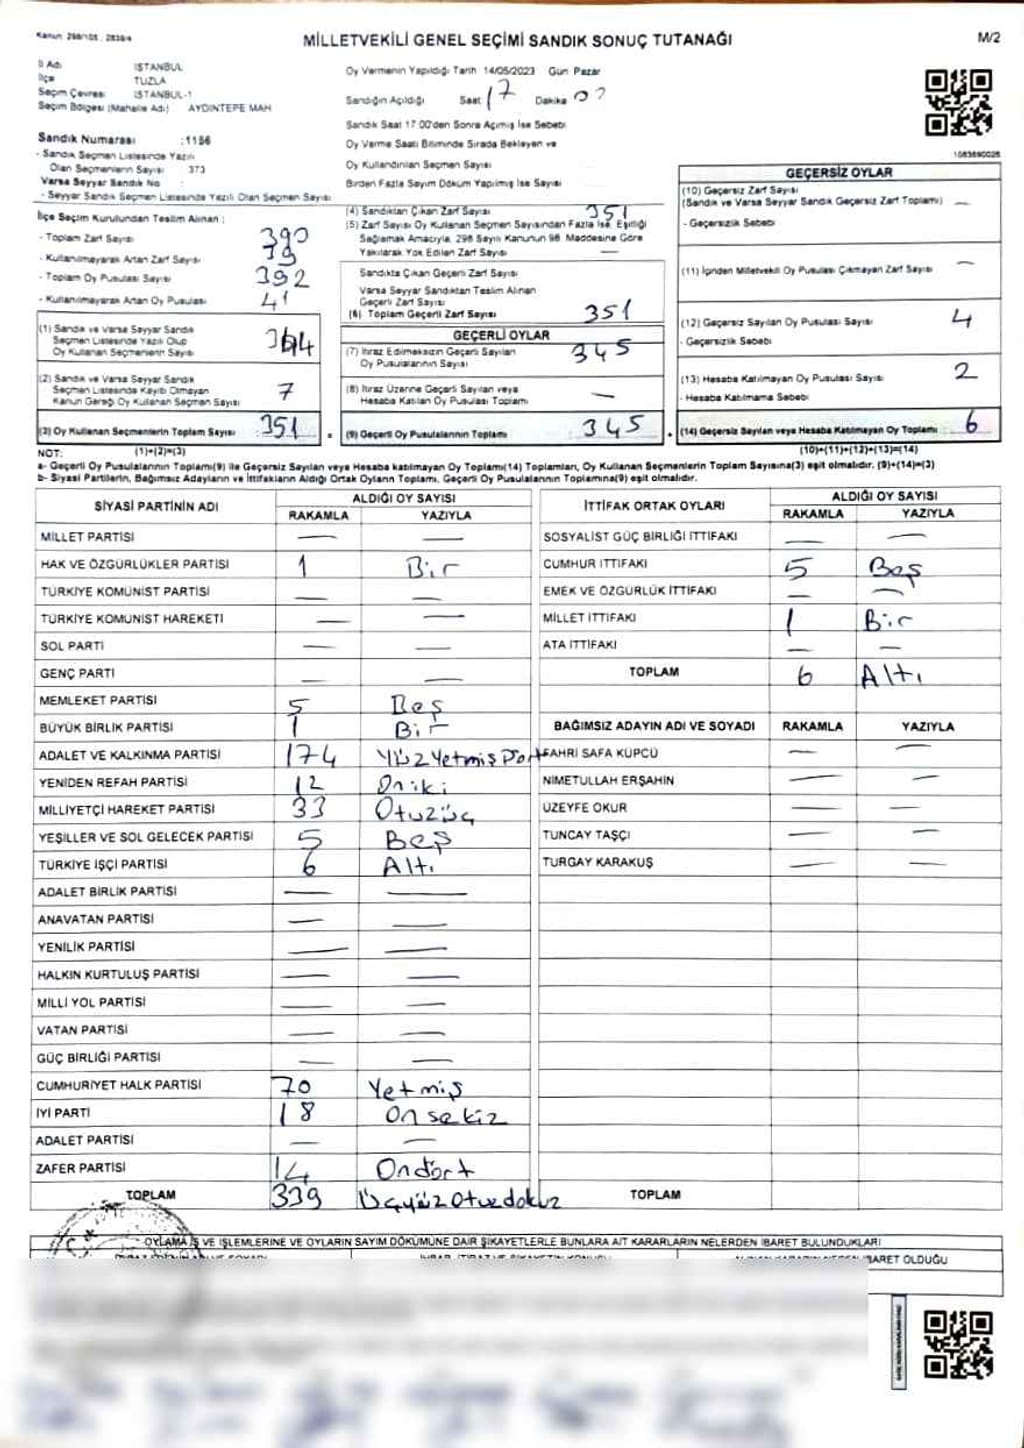 Kanun: 298/105, 2839/4
MİLLETVEKİLİ GENEL SEÇİMİ SANDIK SONUÇ TUTANAĞI
M/2
İl Adı İSTANBUL
İlçe TUZLA
Seçim Çevresi İSTANBUL-1
Seçim Bölgesi (Mahalle Adı) AYDINTEPE MAH
Sandık Numarası :1156
- Sandık Seçmen Listesinde Yazılı
Olan Seçmenlerin Sayısı 373
Varsa Seyyar Sandık No :
- Seyyar Sandık Seçmen Listesinde Yazılı Olan Seçmen Sayısı
Oy Vermenin Yapıldığı Tarih 14/05/2023 Gün Pazar
Sandığın Açıldığı Saat 17 Dakika
Sandık Saat 17:00'den Sonra Açılmış İse Sebebi
Oy Verme Saati Bitiminde Sırada Bekleyen ve
Oy Kullandırılan Seçmen Sayısı
Birden Fazla Sayım Döküm Yapılmış İse Sayısı
İlçe Seçim Kurulundan Teslim Alınan :
- Toplam Zarf Sayısı 390
- Kullanılmayarak Artan Zarf Sayısı 39
- Toplam Oy Pusulası Sayısı 392
- Kullanılmayarak Artan Oy Pusulası 41
(1) Sandık ve Varsa Seyyar Sandık
Seçmen Listesinde Yazılı Olup
Oy Kullanan Seçmenlerin Sayısı 344
(2) Sandık ve Varsa Seyyar Sandık
Seçmen Listesinde Kaydı Olmayan
Kanun Gereği Oy Kullanan Seçmen Sayısı 7
(3) Oy Kullanan Seçmenlerin Toplam Sayısı : 351
(4) Sandıktan Çıkan Zarf Sayısı 351
(5) Zarf Sayısı Oy Kullanan Seçmen Sayısından Fazla İse, Eşitliği
Sağlamak Amacıyla, 298 Sayılı Kanunun 98. Maddesine Göre
Yakılarak Yok Edilen Zarf Sayısı —
Sandıkta Çıkan Geçerli Zarf Sayısı
Varsa Seyyar Sandıktan Teslim Alınan
Geçerli Zarf Sayısı
(6) Toplam Geçerli Zarf Sayısı 351
GEÇERLİ OYLAR
(7) İtiraz Edilmeksizin Geçerli Sayılan
Oy Pusulalarının Sayısı 345
(8) İtiraz Üzerine Geçerli Sayılan veya
Hesaba Katılan Oy Pusulası Toplamı —
(9) Geçerli Oy Pusulalarının Toplamı : 345
1083690026
GEÇERSİZ OYLAR
(10) Geçersiz Zarf Sayısı
(Sandık ve Varsa Seyyar Sandık Geçersiz Zarf Toplamı) —
- Geçersizlik Sebebi
(11) İçinden Milletvekili Oy Pusulası Çıkmayan Zarf Sayısı —
(12) Geçersiz Sayılan Oy Pusulası Sayısı 4
- Geçersizlik Sebebi
(13) Hesaba Katılmayan Oy Pusulası Sayısı 2
- Hesaba Katılmama Sebebi
(14) Geçersiz Sayılan veya Hesaba Katılmayan Oy Toplamı : 6
NOT: (1)+(2)=(3) (10)+(11)+(12)+(13)=(14)
a- Geçerli Oy Pusulalarının Toplamı(9) ile Geçersiz Sayılan veya Hesaba katılmayan Oy Toplamı(14) Toplamları, Oy Kullanan Seçmenlerin Toplam Sayısına(3) eşit olmalıdır. (9)+(14)=(3)
b- Siyasi Partilerin, Bağımsız Adayların ve İttifakların Aldığı Ortak Oyların Toplamı, Geçerli Oy Pusulalarının Toplamına(9) eşit olmalıdır.
SİYASİ PARTİNİN ADI ALDIĞI OY SAYISI
RAKAMLA YAZIYLA
MİLLET PARTİSİ — —
HAK VE ÖZGÜRLÜKLER PARTİSİ 1 Bir
TÜRKİYE KOMÜNİST PARTİSİ — —
TÜRKİYE KOMÜNİST HAREKETİ — —
SOL PARTİ — —
GENÇ PARTİ — —
MEMLEKET PARTİSİ 5 Beş
BÜYÜK BİRLİK PARTİSİ 1 Bir
ADALET VE KALKINMA PARTİSİ 174 Yüz Yetmiş Dört
YENİDEN REFAH PARTİSİ 12 Oniki
MİLLİYETÇİ HAREKET PARTİSİ 33 Otuzüç
YEŞİLLER VE SOL GELECEK PARTİSİ 5 Beş
TÜRKİYE İŞÇİ PARTİSİ 6 Altı
ADALET BİRLİK PARTİSİ — —
ANAVATAN PARTİSİ — —
YENİLİK PARTİSİ — —
HALKIN KURTULUŞ PARTİSİ — —
MİLLİ YOL PARTİSİ — —
VATAN PARTİSİ — —
GÜÇ BİRLİĞİ PARTİSİ — —
CUMHURİYET HALK PARTİSİ 70 Yetmiş
İYİ PARTİ 18 Onsekiz
ADALET PARTİSİ — —
ZAFER PARTİSİ 14 Ondört
TOPLAM 339 Üçyüz Otuzdokuz
İTTİFAK ORTAK OYLARI ALDIĞI OY SAYISI
RAKAMLA YAZIYLA
SOSYALİST GÜÇ BİRLİĞİ İTTİFAKI — —
CUMHUR İTTİFAKI 5 Beş
EMEK VE ÖZGÜRLÜK İTTİFAKI — —
MİLLET İTTİFAKI 1 Bir
ATA İTTİFAKI — —
TOPLAM 6 Altı
BAĞIMSIZ ADAYIN ADI VE SOYADI RAKAMLA YAZIYLA
FAHRİ SAFA KÜPCÜ — —
NİMETULLAH ERŞAHİN — —
ÜZEYFE OKUR — —
TUNCAY TAŞÇI — —
TURGAY KARAKUŞ — —
TOPLAM
OYLAMA İŞ VE İŞLEMLERİNE VE OYLARIN SAYIM DÖKÜMÜNE DAİR ŞİKAYETLERLE BUNLARA AİT KARARLARIN NELERDEN İBARET BULUNDUKLARI
İBARET OLDUĞU